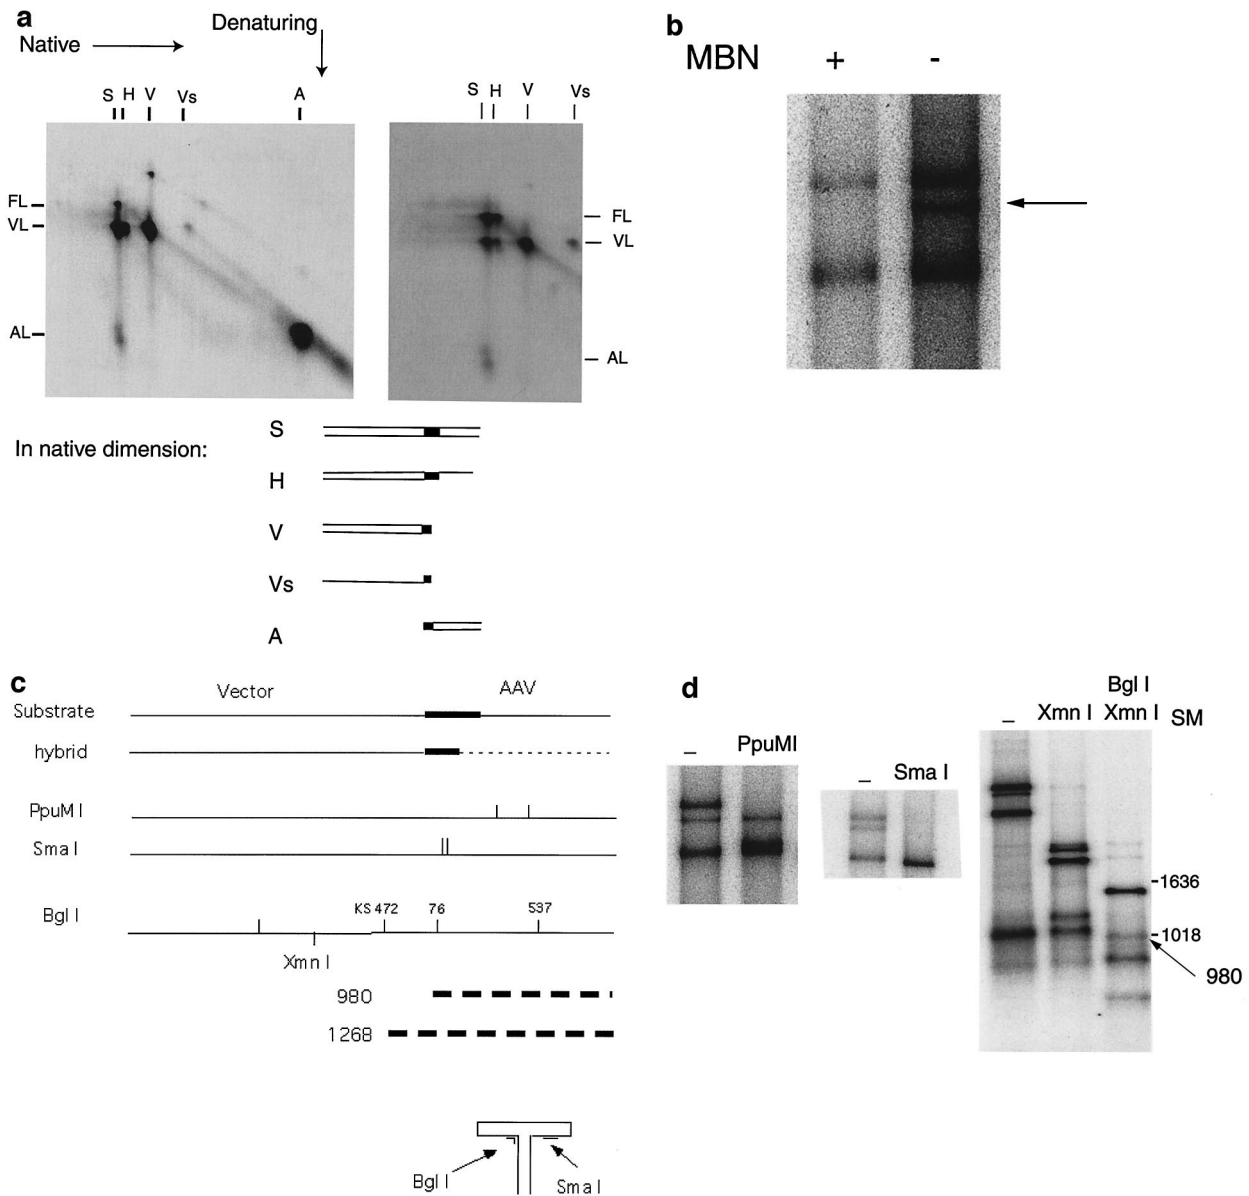 a
Native
Denaturing
S H V Vs A
S H V Vs
FL
VL
AL
FL
VL
AL
In native dimension:
S
H
V
Vs
A
b
MBN + -
c
Vector AAV
Substrate
hybrid
PpuM I
Sma I
Bgl I KS 472 76 537
Xmn I
980
1268
Bgl I Sma I
d
– PpuMI
– Sma I
Bgl I
– Xmn I Xmn I SM
-1636
-1018
980